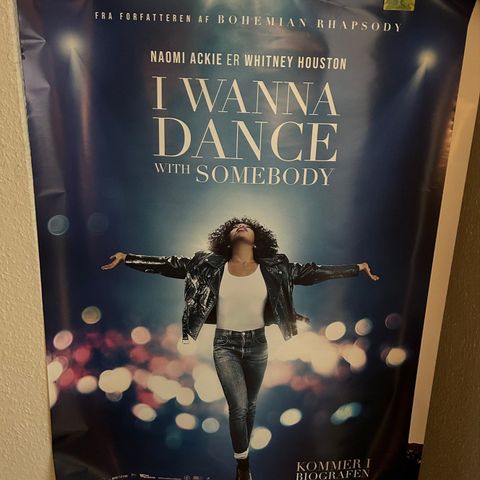 FRA FORFATTEREN AF BOHEMIAN RHAPSODY
NAOMI ACKIE ER WHITNEY HOUSTON
I WANNA
DANCE
WITH SOMEBODY
KOMMER I
BIOGRAFEN